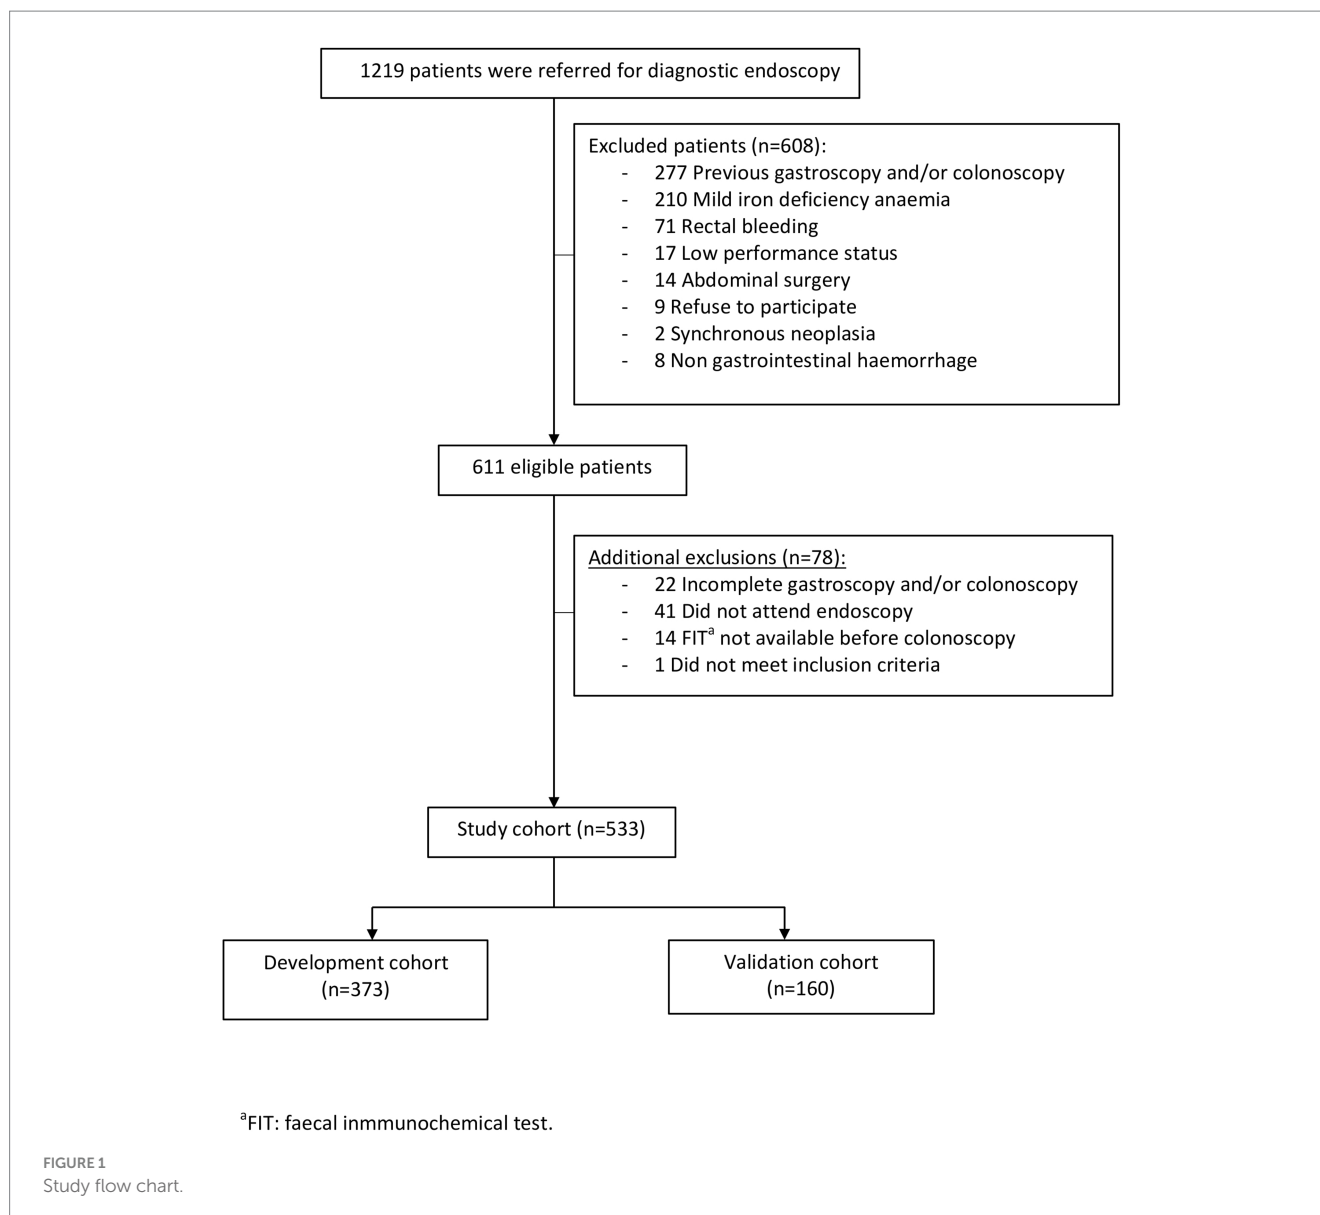 1219 patients were referred for diagnostic endoscopy
Excluded patients (n=608):
- 277 Previous gastroscopy and/or colonoscopy
- 210 Mild iron deficiency anaemia
- 71 Rectal bleeding
- 17 Low performance status
- 14 Abdominal surgery
- 9 Refuse to participate
- 2 Synchronous neoplasia
- 8 Non gastrointestinal haemorrhage
611 eligible patients
Additional exclusions (n=78):
- 22 Incomplete gastroscopy and/or colonoscopy
- 41 Did not attend endoscopy
- 14 FITa not available before colonoscopy
- 1 Did not meet inclusion criteria
Study cohort (n=533)
Development cohort
(n=373)
Validation cohort
(n=160)
aFIT: faecal inmmunochemical test.
FIGURE 1
Study flow chart.